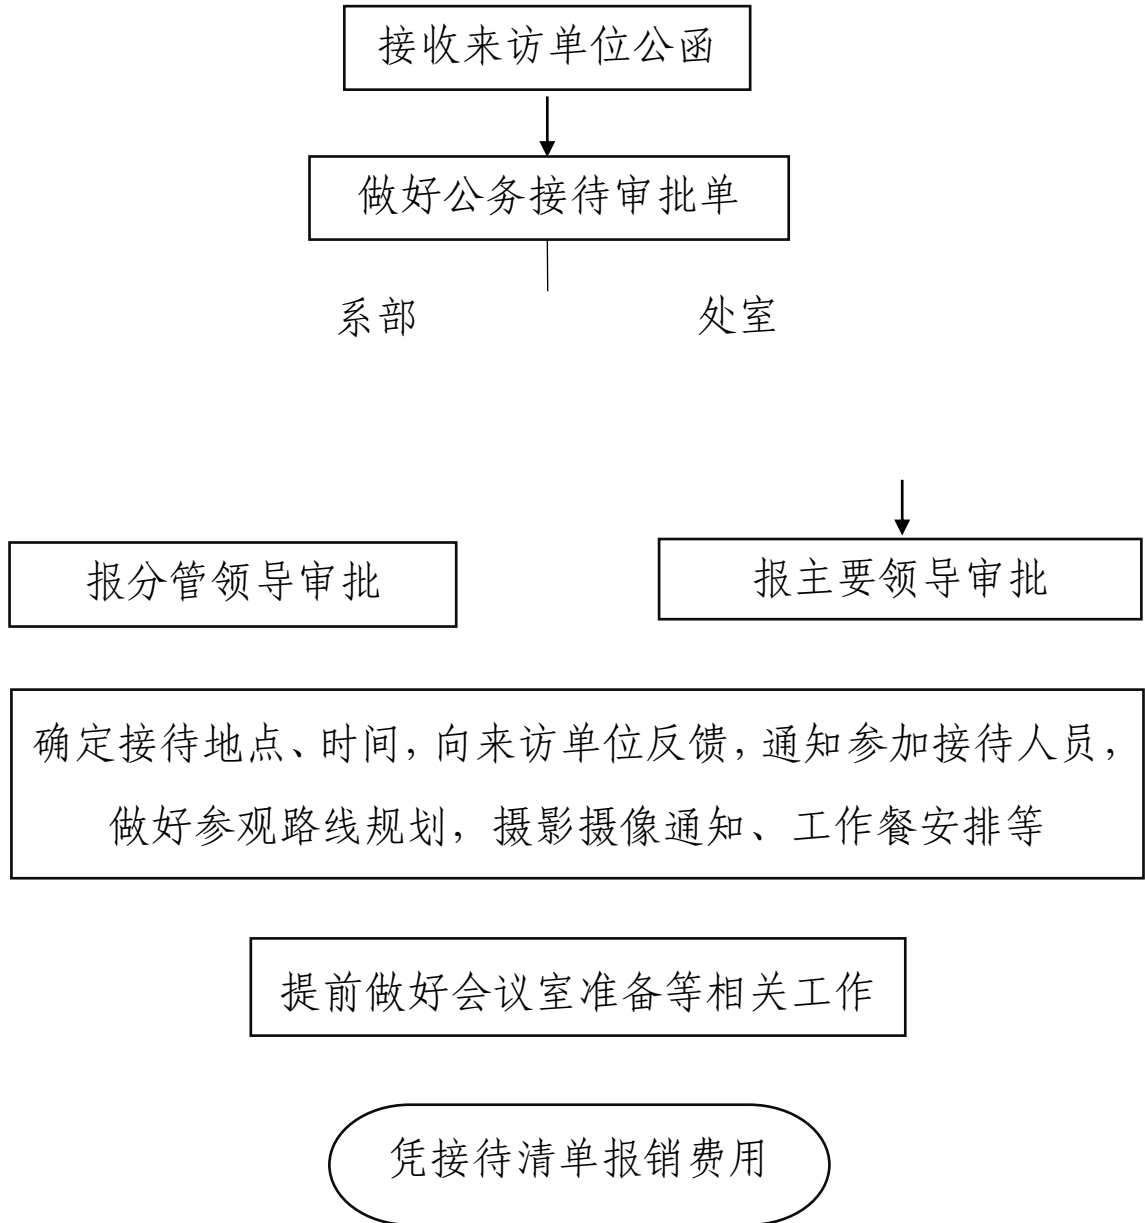 接收来访单位公函
做好公务接待审批单
系部
处室
报分管领导审批
报主要领导审批
确定接待地点、时间，向来访单位反馈，通知参加接待人员，
做好参观路线规划，摄影摄像通知、工作餐安排等
提前做好会议室准备等相关工作
凭接待清单报销费用